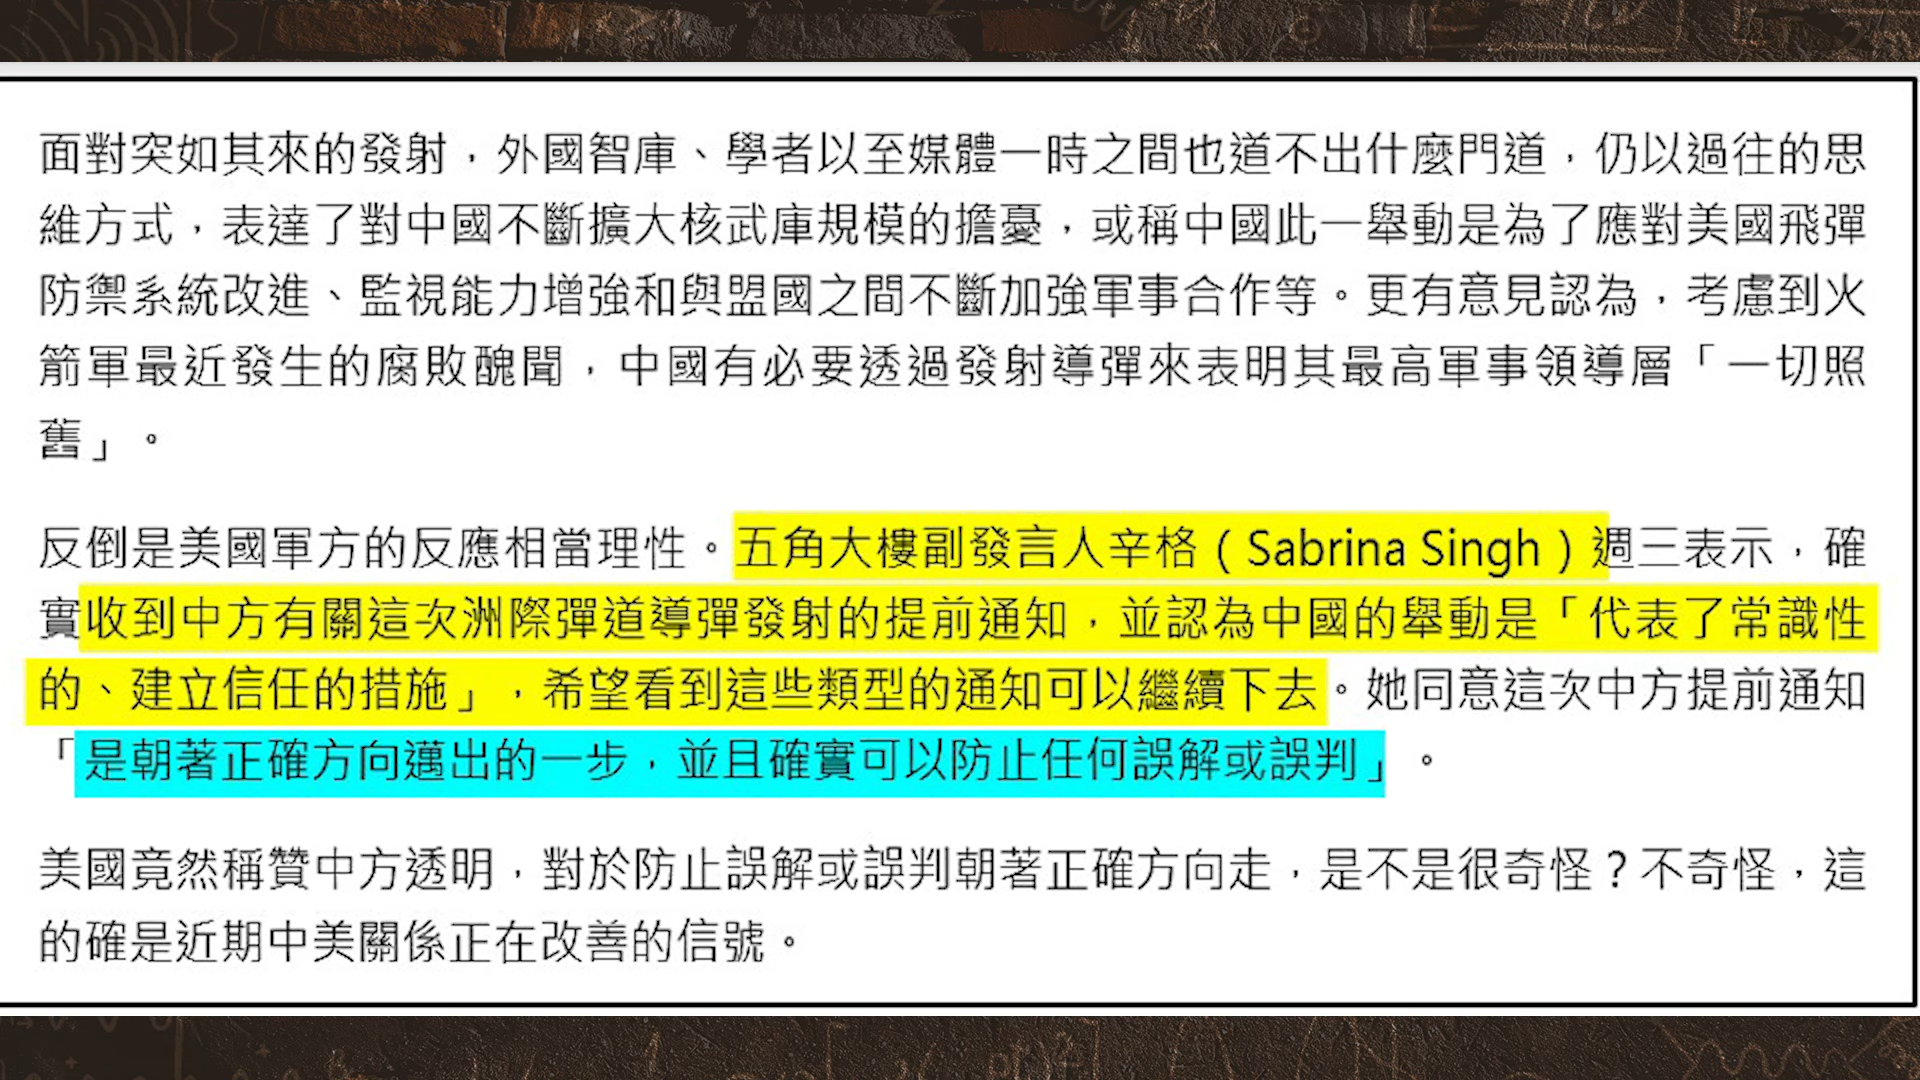 面對突如其來的發射，外國智庫、學者以至媒體一時之間也道不出什麼門道，仍以過往的思
維方式，表達了對中國不斷擴大核武庫規模的擔憂，或稱中國此一舉動是為了應對美國飛彈
防禦系統改進、監視能力增強和與盟國之間不斷加強軍事合作等。更有意見認為，考慮到火
箭軍最近發生的腐敗醜聞，中國有必要透過發射導彈來表明其最高軍事領導層「一切照
舊」。
反倒是美國軍方的反應相當理性。五角大樓副發言人辛格（Sabrina Singh）週三表示，確
實收到中方有關這次洲際彈道導彈發射的提前通知，並認為中國的舉動是「代表了常識性
的、建立信任的措施」，希望看到這些類型的通知可以繼續下去。她同意這次中方提前通知
「是朝著正確方向邁出的一步，並且確實可以防止任何誤解或誤判」。
美國竟然稱贊中方透明，對於防止誤解或誤判朝著正確方向走，是不是很奇怪？不奇怪，這
的確是近期中美關係正在改善的信號。